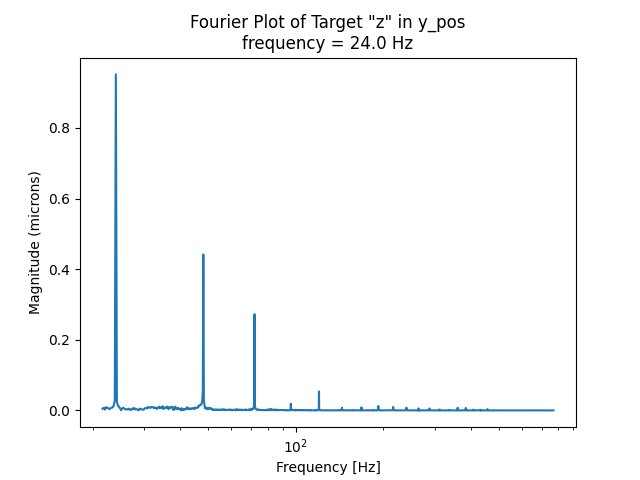 Fourier Plot of Target "z" in y_pos
frequency = 24.0 Hz
Magnitude (microns)
0.8
0.6
0.4
0.2
0.0
10²
Frequency [Hz]